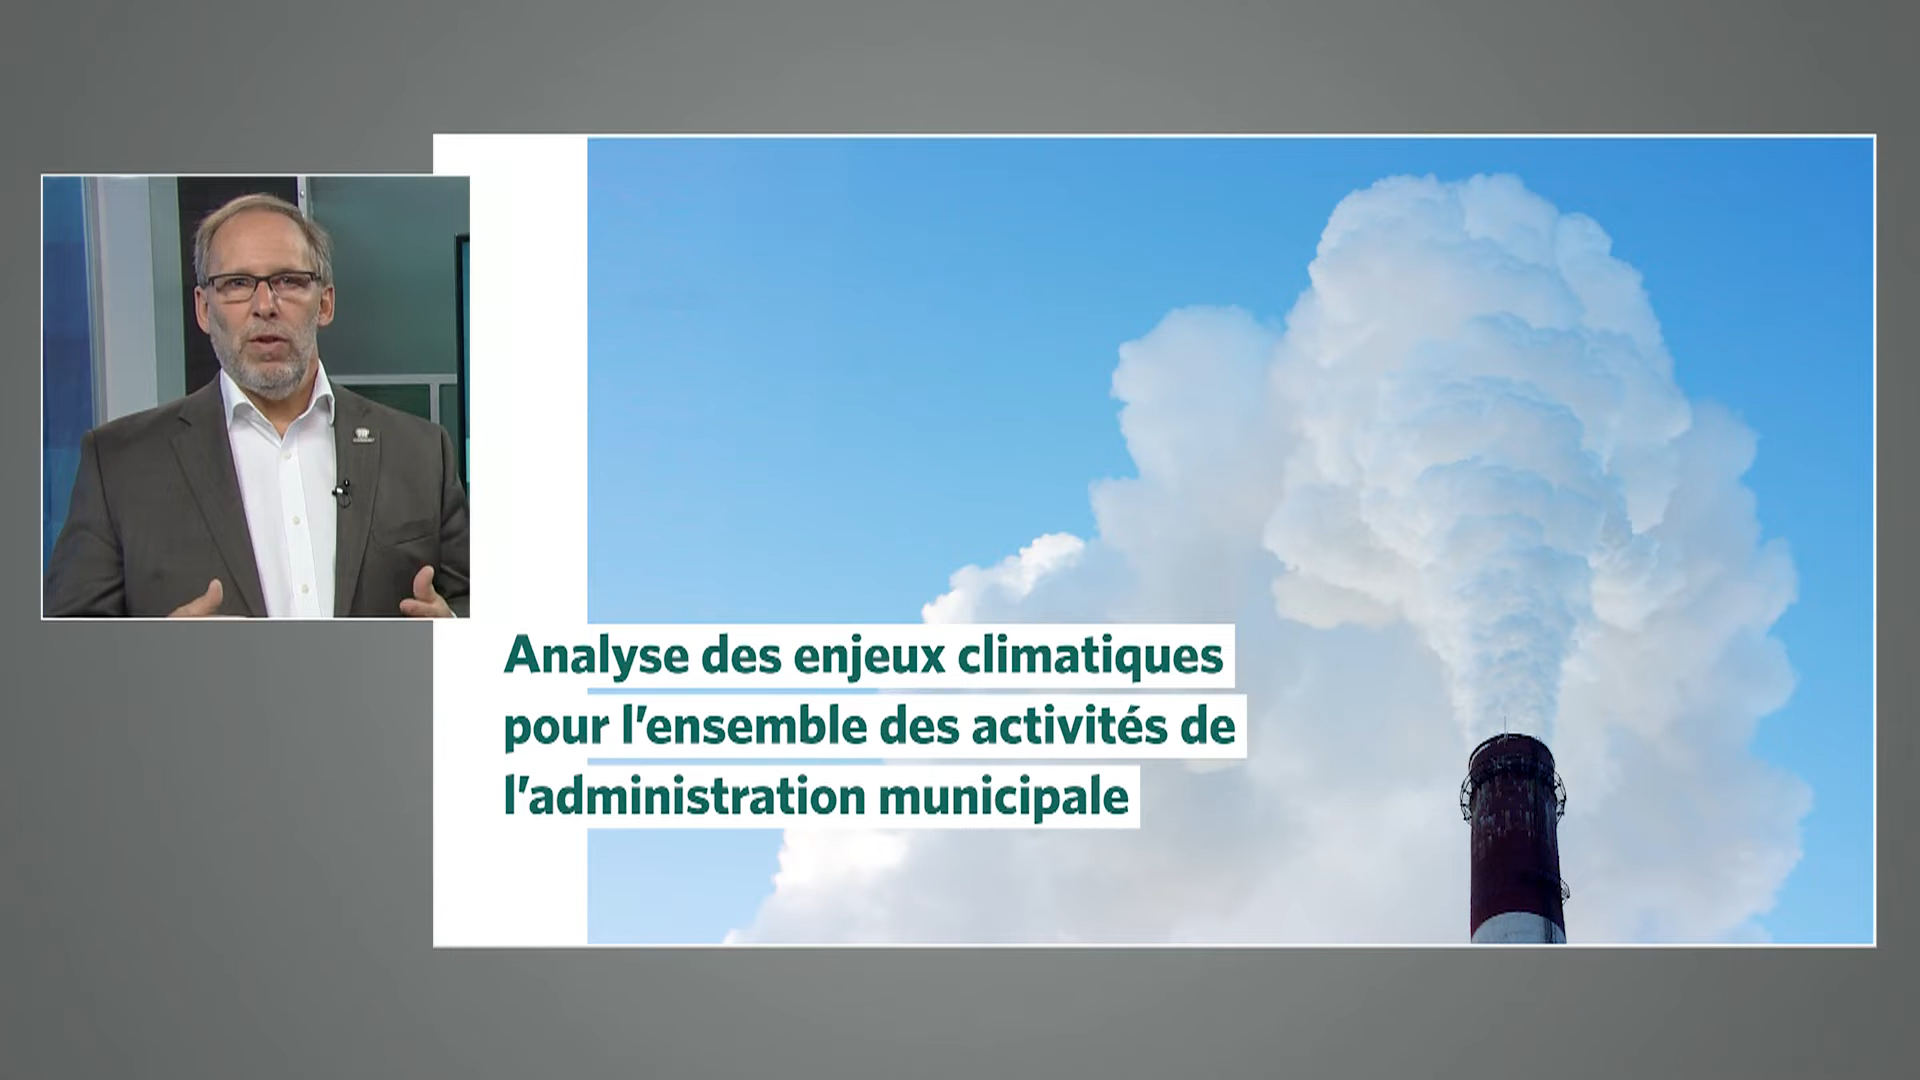 Analyse des enjeux climatiques
pour l’ensemble des activités de
l’administration municipale